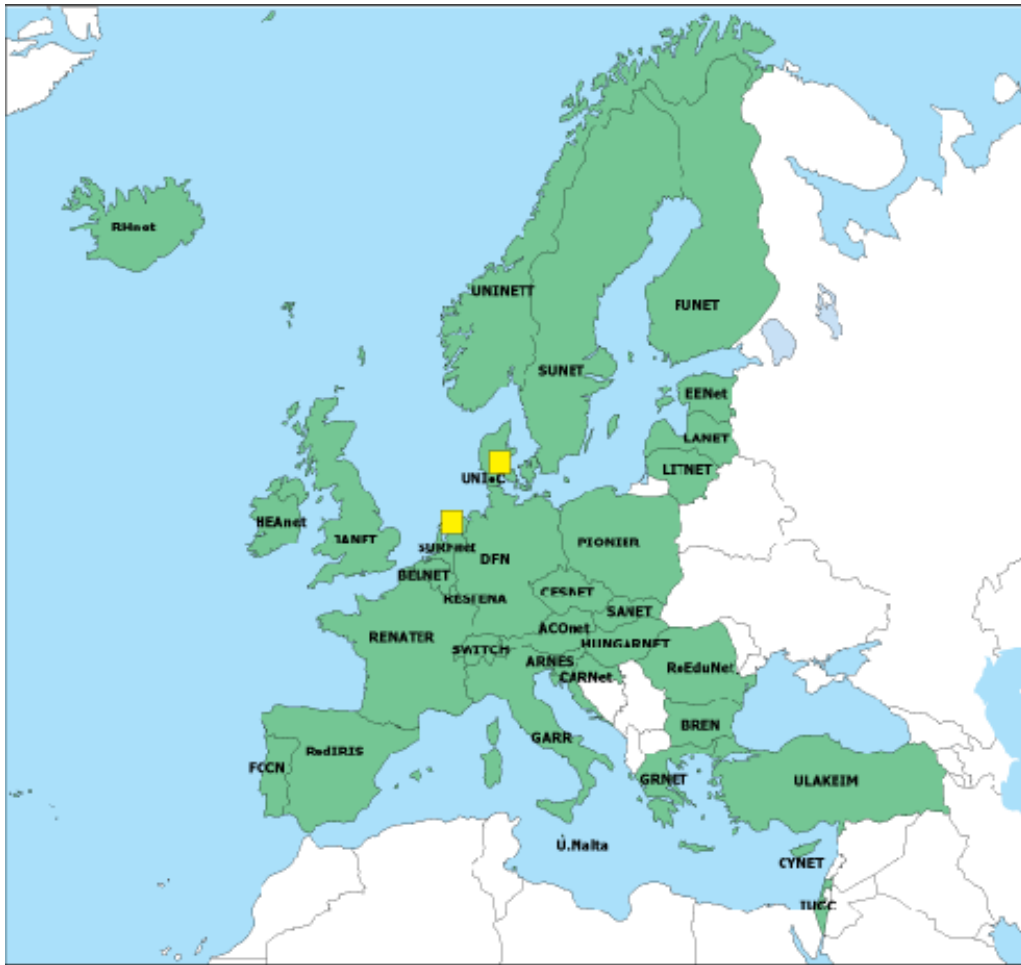 RHnet
UNINETT
FUNET
SUNET
EENet
LANET
LITNET
UNI•C
HEAnet
JANET
SURFnet
DFN
PIONIER
BELNET
RESTENA
CESNET
SANET
ACOnet
RENATER
SWITCH
HUNGARNET
ARNES
CARNet
RoEduNet
BREN
GARR
RedIRIS
FCCN
GRNET
ULAKBIM
U.Malta
CYNET
IUCC